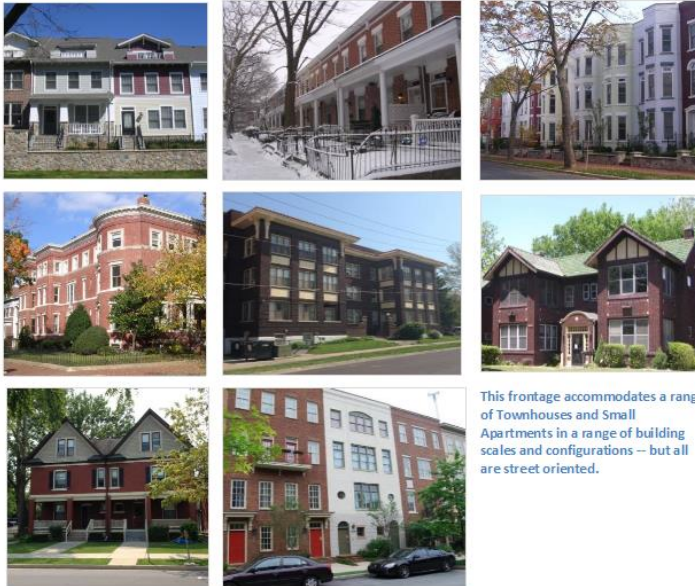 This frontage accommodates a rang
of Townhouses and Small
Apartments in a range of building
scales and configurations -- but all
are street oriented.